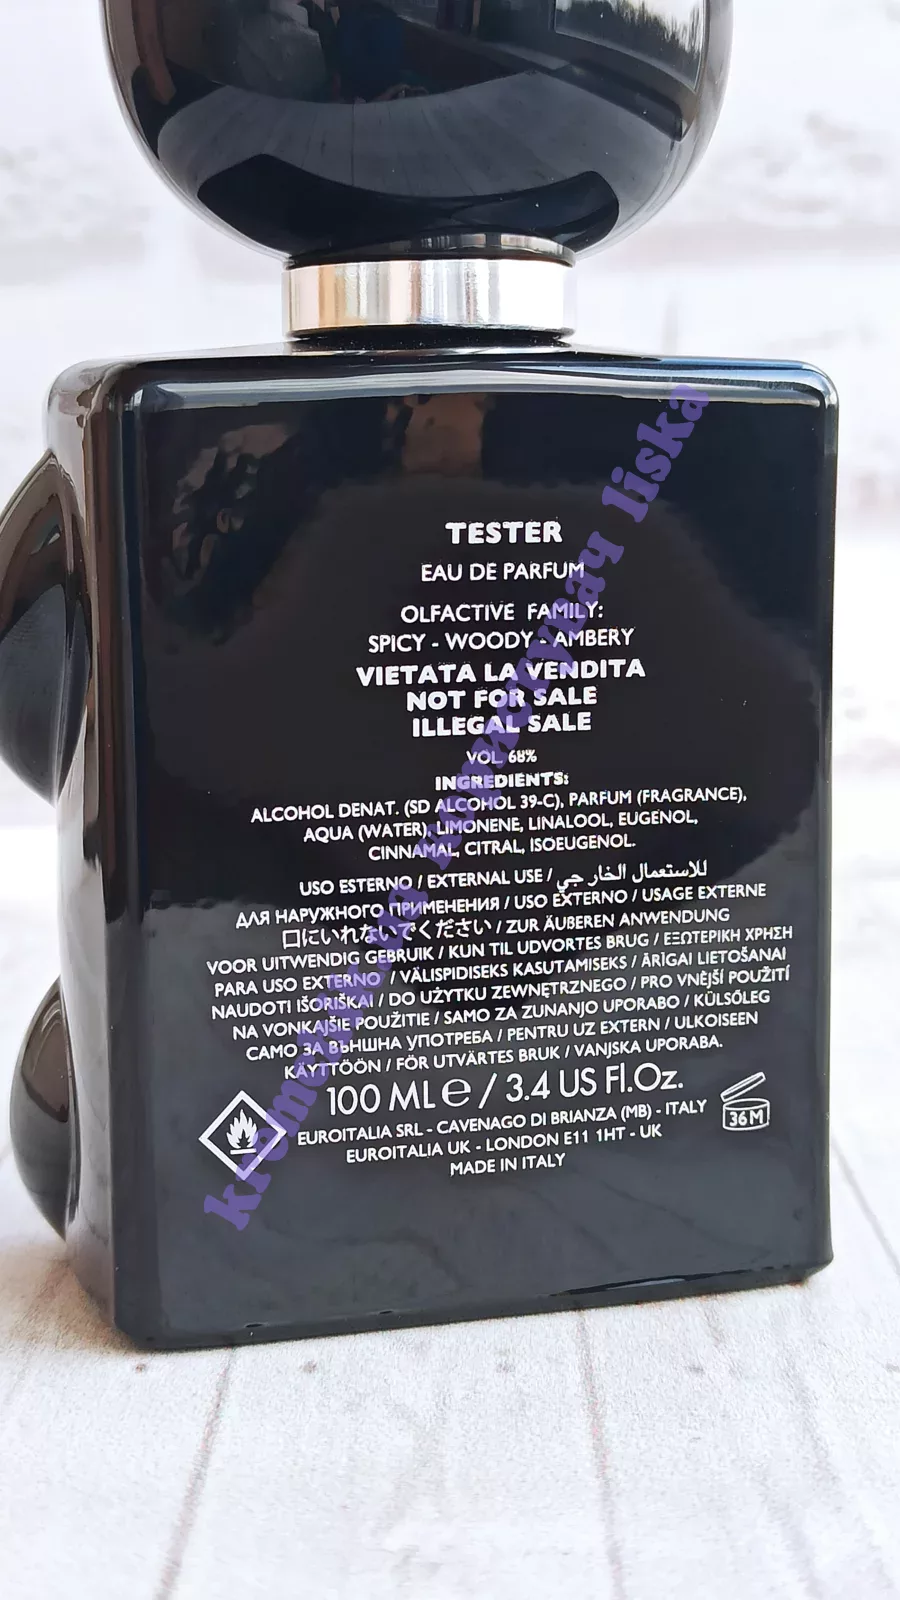 TESTER
EAU DE PARFUM
OLFACTIVE FAMILY:
SPICY - WOODY - AMBERY
VIETATA LA VENDITA
NOT FOR SALE
ILLEGAL SALE
VOL 68%
INGREDIENTS:
ALCOHOL DENAT. (SD ALCOHOL 39-C), PARFUM (FRAGRANCE),
AQUA (WATER), LIMONENE, LINALOOL, EUGENOL,
CINNAMAL, CITRAL, ISOEUGENOL.
USO ESTERNO / EXTERNAL USE / للاستعمال الخارجي
ДЛЯ НАРУЖНОГО ПРИМЕНЕНИЯ / USO EXTERNO / USAGE EXTERNE
口にいれないでください / ZUR ÄUßEREN ANWENDUNG
VOOR UITWENDIG GEBRUIK / KUN TIL UDVORTES BRUG / ΕΞΩΤΕΡΙΚΗ ΧΡΗΣΗ
PARA USO EXTERNO / VÄLISPIDISEKS KASUTAMISEKS / ĀRĪGAI LIETOŠANAI
NAUDOTI IŠORIŠKAI / DO UŻYTKU ZEWNĘTRZNEGO / PRO VNĚJŠÍ POUŽITÍ
NA VONKAJŠIE POUŽITIE / SAMO ZA ZUNANJO UPORABO / KÜLSÓLEG
САМО ЗА ВЪНШНА УПОТРЕБА / PENTRU UZ EXTERN / ULKOISEEN
KÄYTTÖÖN / FÖR UTVÄRTES BRUK / VANJSKA UPORABA.
100 ML ℮ / 3.4 US Fl.Oz.
36M
EUROITALIA SRL - CAVENAGO DI BRIANZA (MB) - ITALY
EUROITALIA UK - LONDON E11 1HT - UK
MADE IN ITALY
користувач liska